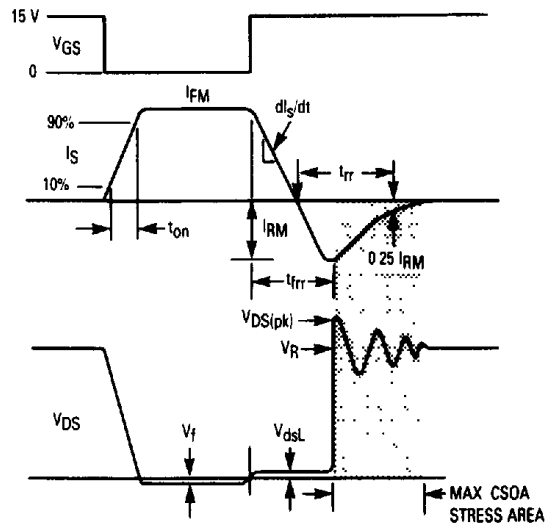 15 V
VGS
0
IFM
90%
dIs/dt
IS
trr
10%
ton
IRM
0 25 IRM
tfrr
VDS(pk)
VR
VDS
Vf
VdsL
MAX CSOA
STRESS AREA